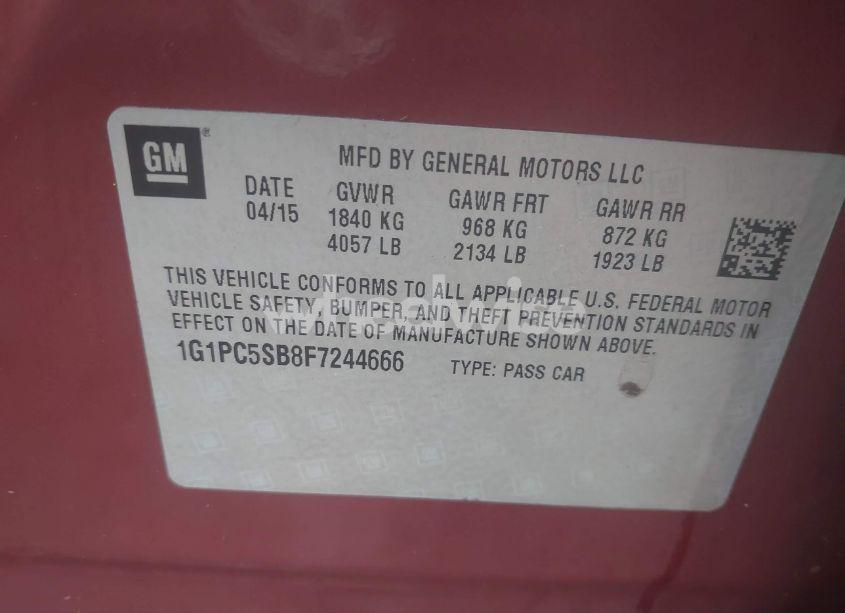 GM
MFD BY GENERAL MOTORS LLC
DATE GVWR GAWR FRT GAWR RR
04/15 1840 KG 968 KG 872 KG
4057 LB 2134 LB 1923 LB
THIS VEHICLE CONFORMS TO ALL APPLICABLE U.S. FEDERAL MOTOR
VEHICLE SAFETY, BUMPER, AND THEFT PREVENTION STANDARDS IN
EFFECT ON THE DATE OF MANUFACTURE SHOWN ABOVE.
1G1PC5SB8F7244666 TYPE: PASS CAR